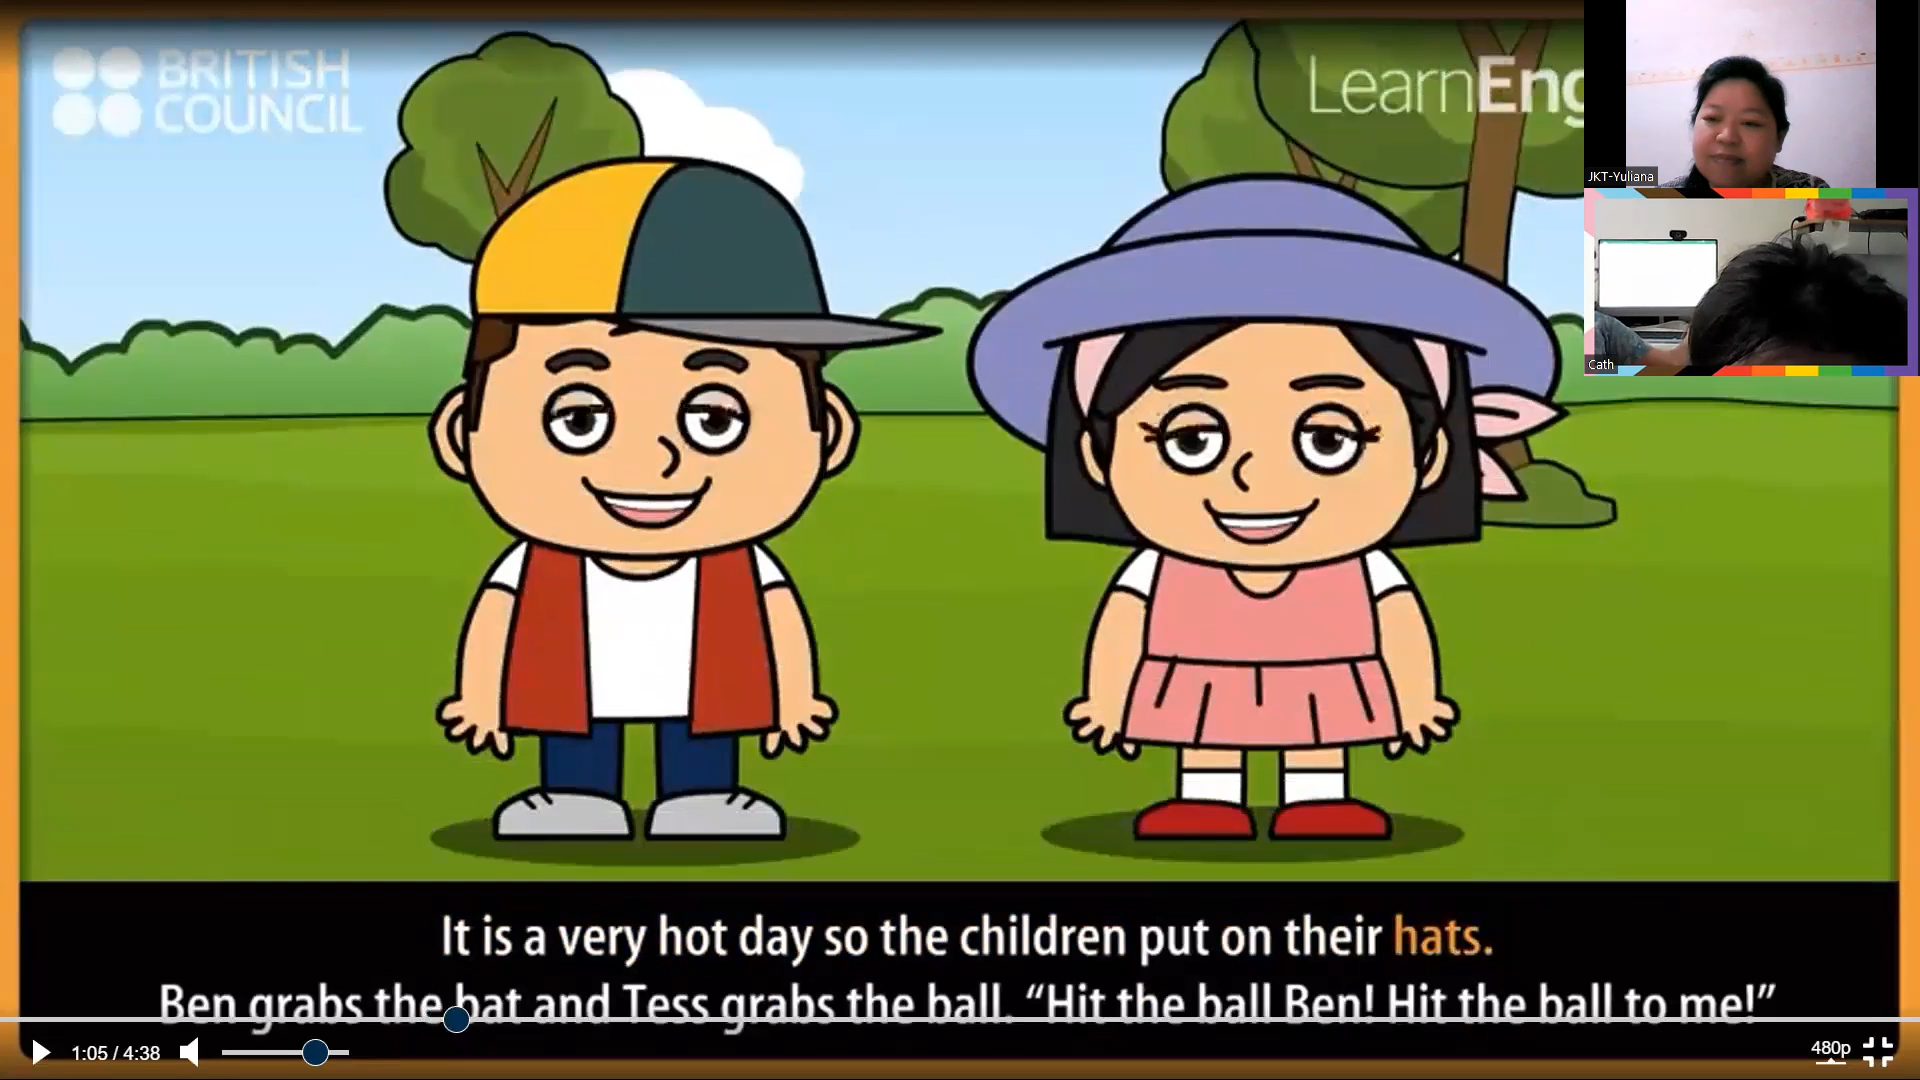 BRITISH
COUNCIL
LearnEng
JKT-Yuliana
Cath
It is a very hot day so the children put on their hats.
Ben grabs the bat and Tess grabs the ball. “Hit the ball Ben! Hit the ball to me!”
1:05 / 4:38
480p